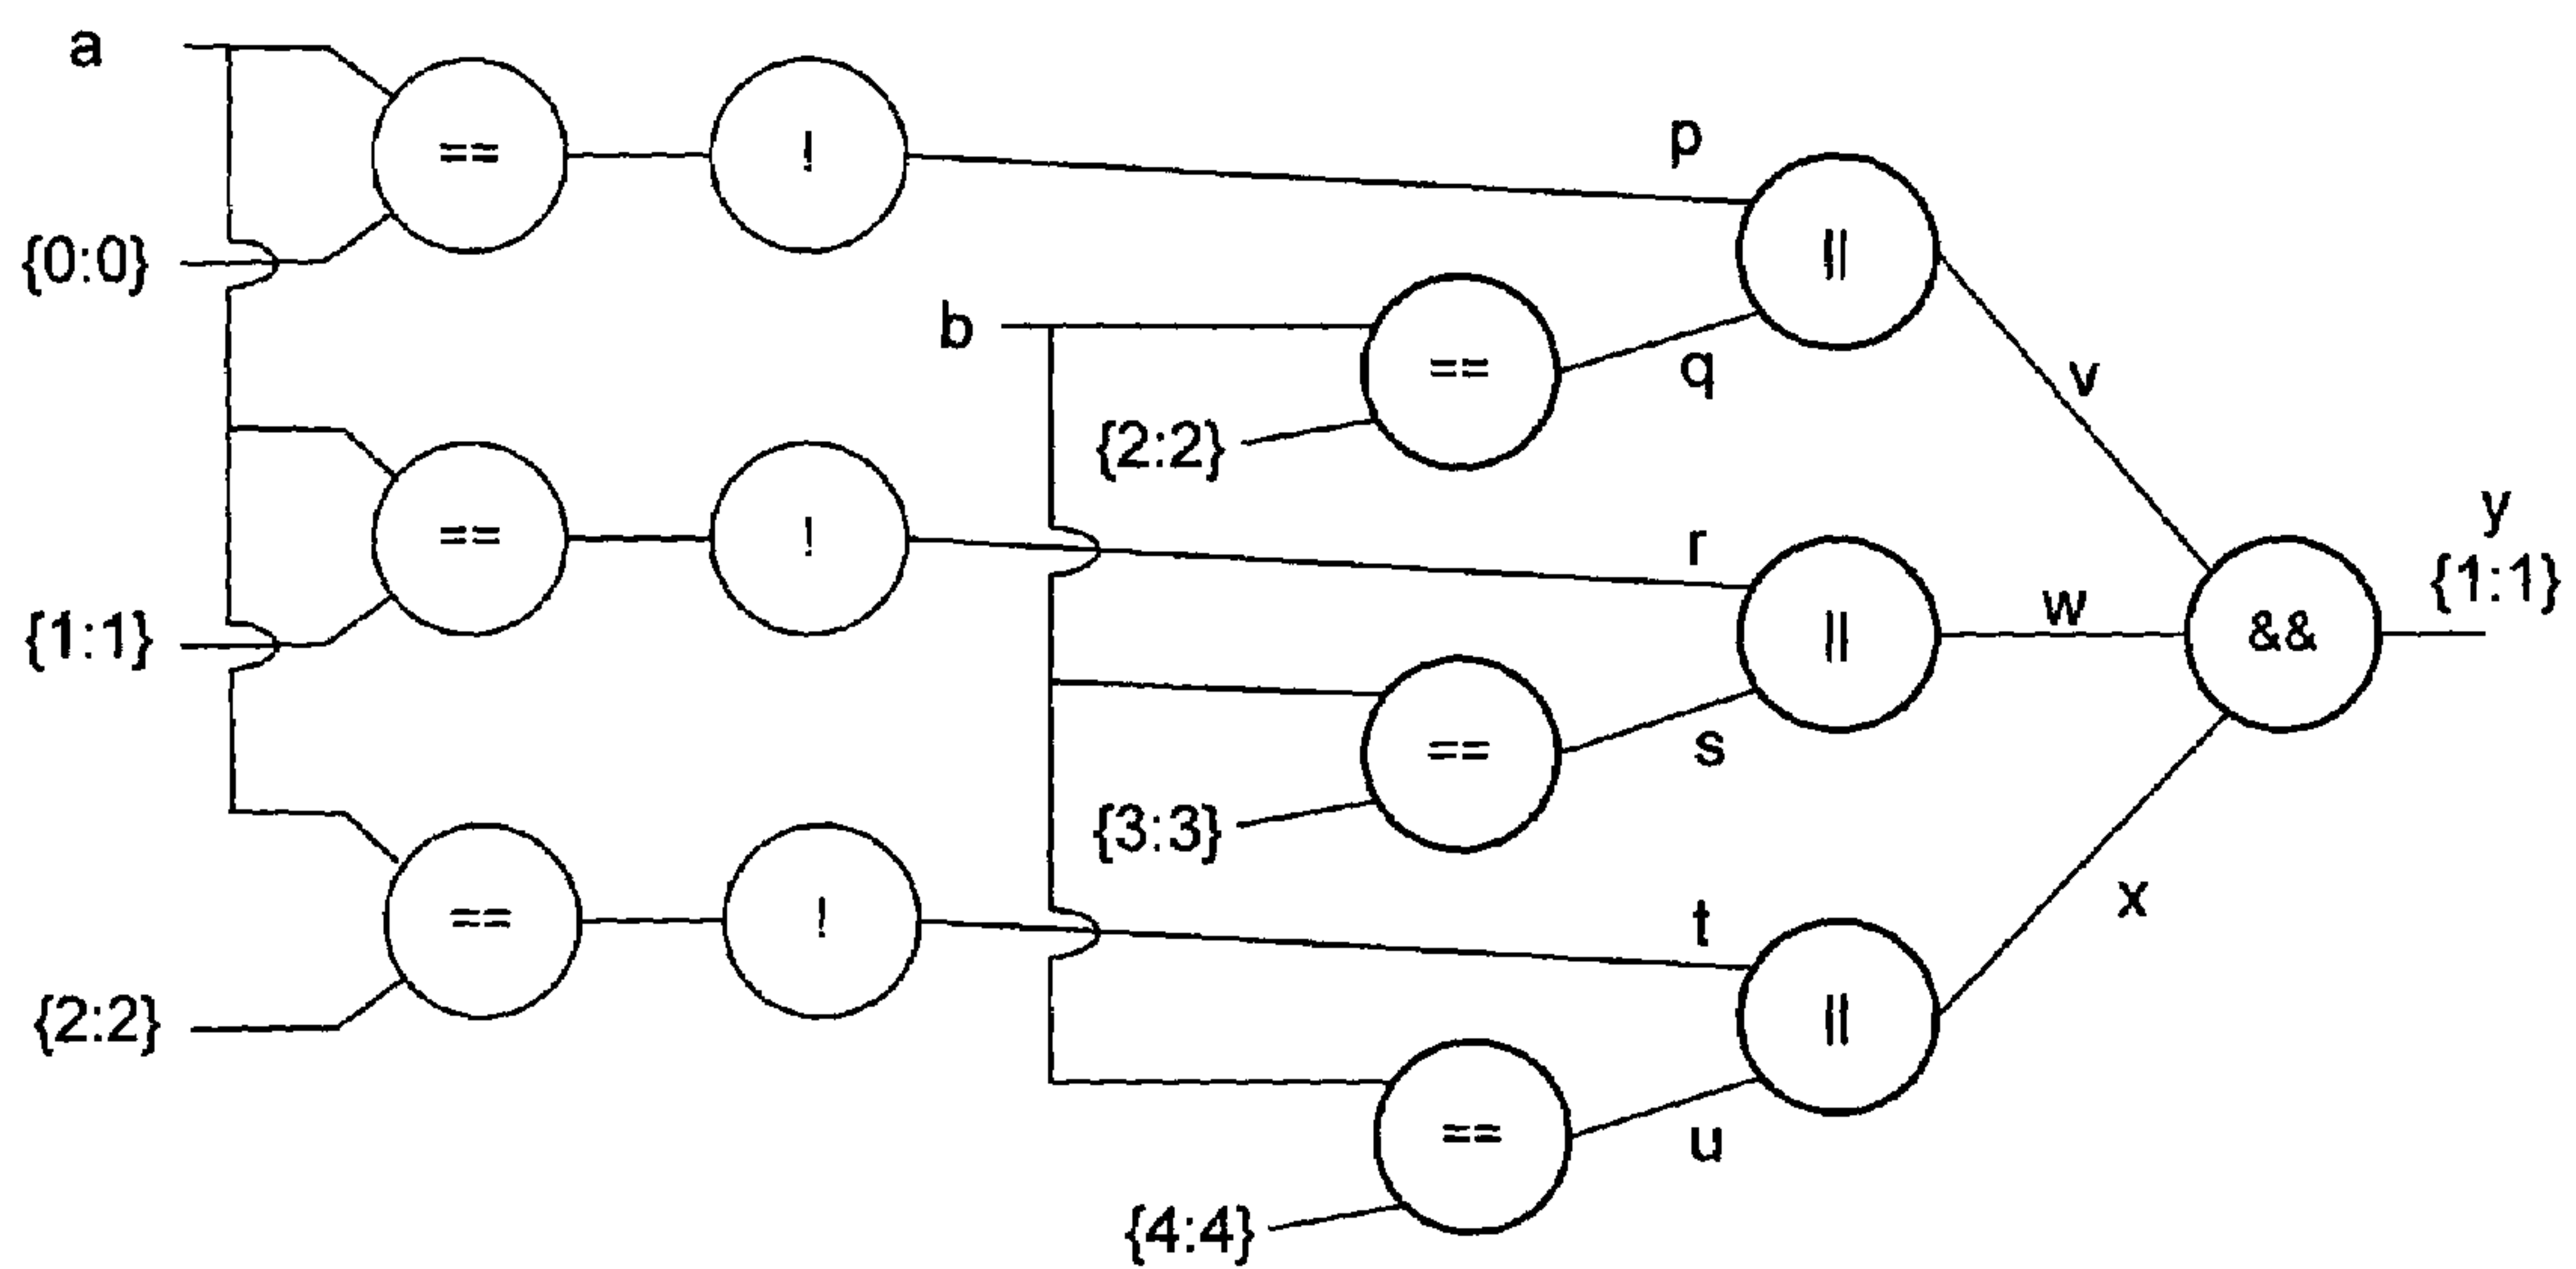 a
== ! p
||
{0:0}
b
==
q
v
{2:2}
y
{1:1}
== ! r
||
w
&&
{1:1}
==
s
{3:3}
== ! t
||
x
{2:2}
==
u
{4:4}